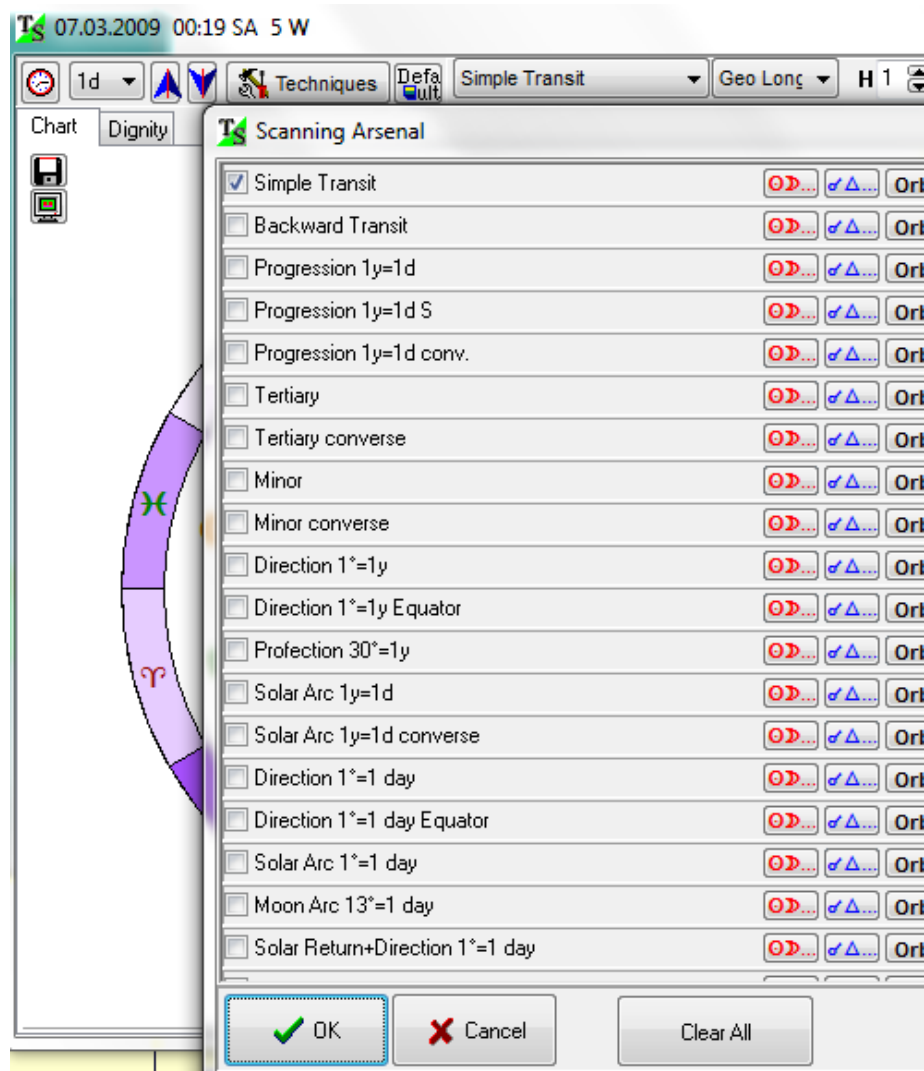 TS 07.03.2009 00:19 SA 5 W
1d Techniques Default Simple Transit Geo Long H 1
Chart Dignity
TS Scanning Arsenal
Simple Transit
Backward Transit
Progression 1y=1d
Progression 1y=1d S
Progression 1y=1d conv.
Tertiary
Tertiary converse
Minor
Minor converse
Direction 1°=1y
Direction 1°=1y Equator
Profection 30°=1y
Solar Arc 1y=1d
Solar Arc 1y=1d converse
Direction 1°=1 day
Direction 1°=1 day Equator
Solar Arc 1°=1 day
Moon Arc 13°=1 day
Solar Return+Direction 1°=1 day
OK Cancel Clear All